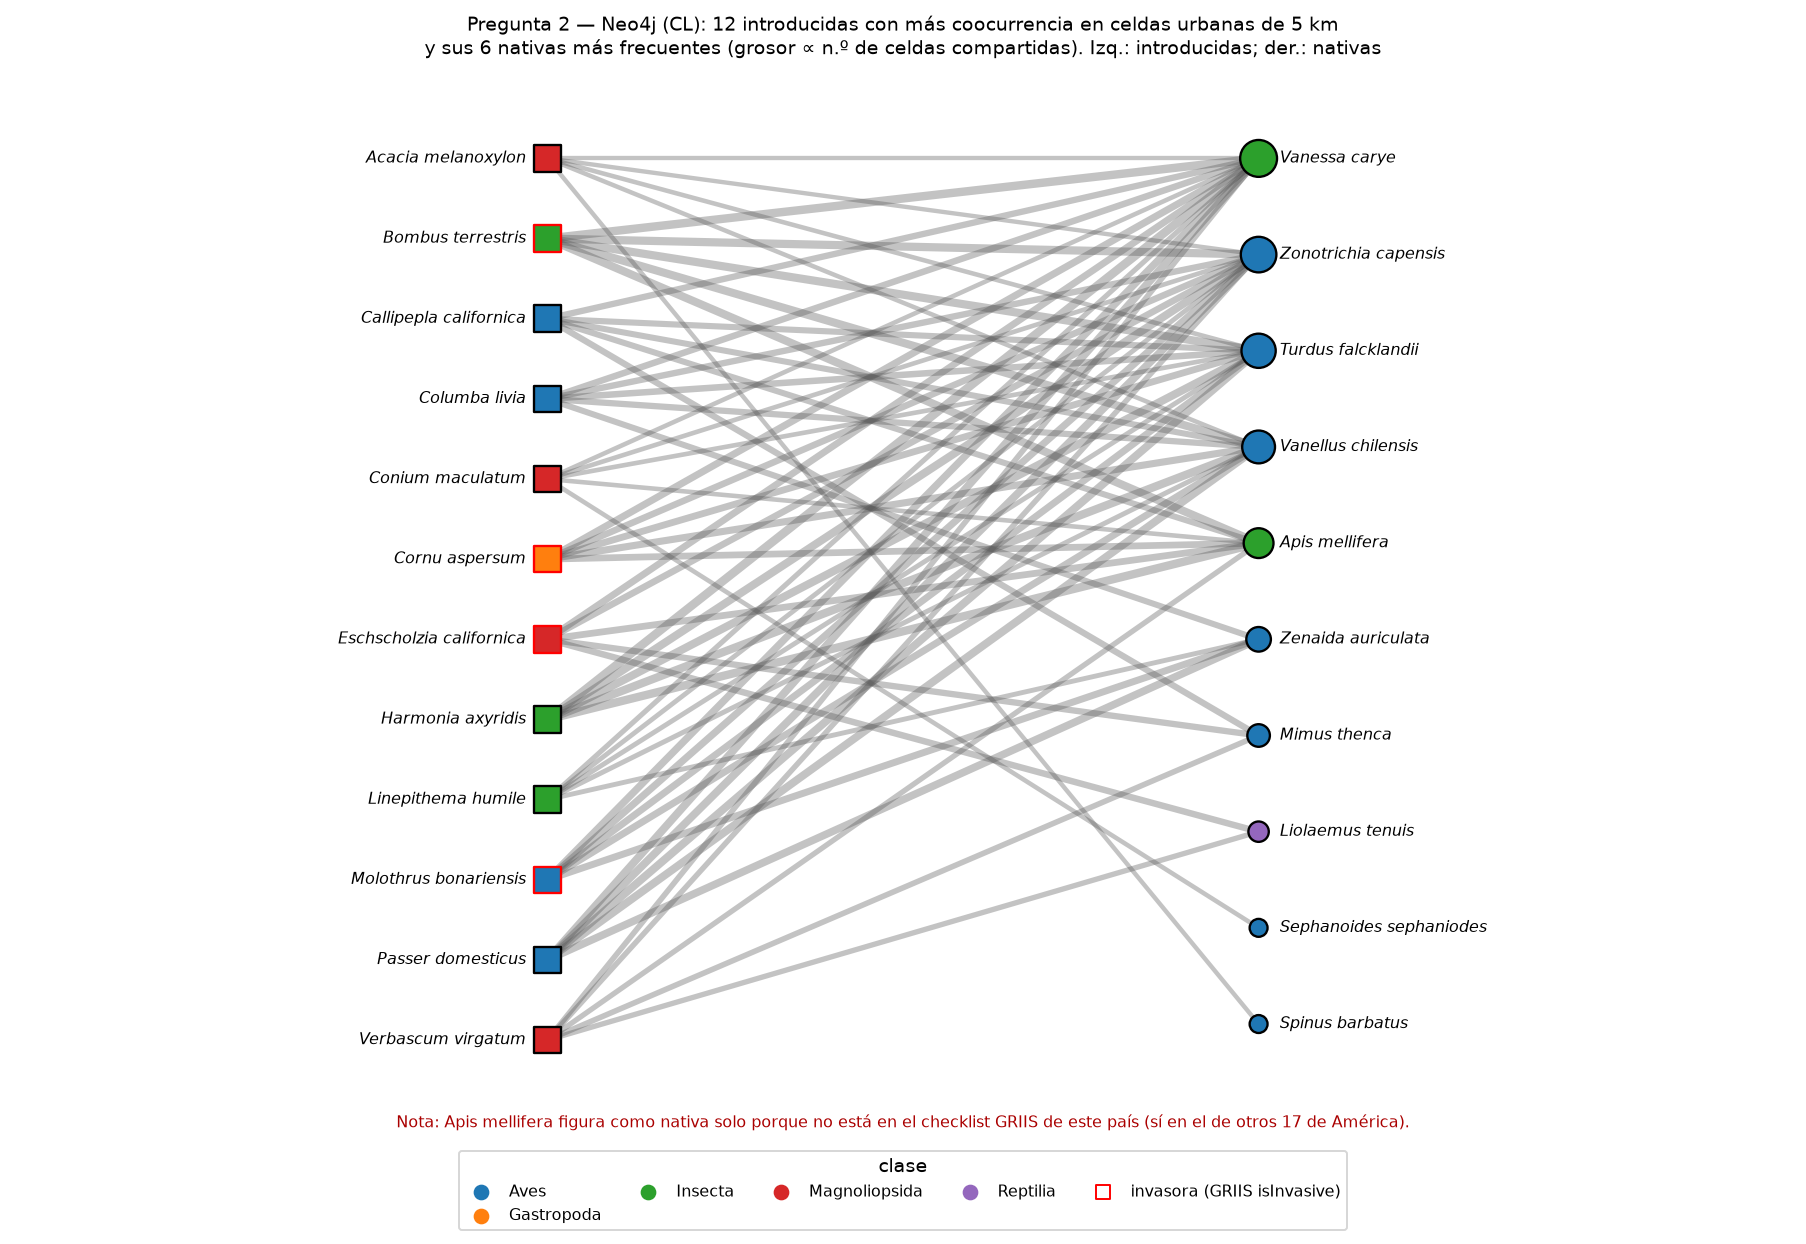 Pregunta 2 — Neo4j (CL): 12 introducidas con más coocurrencia en celdas urbanas de 5 km
y sus 6 nativas más frecuentes (grosor ∝ n.º de celdas compartidas). Izq.: introducidas; der.: nativas
Acacia melanoxylon
Bombus terrestris
Callipepla californica
Columba livia
Conium maculatum
Cornu aspersum
Eschscholzia californica
Harmonia axyridis
Linepithema humile
Molothrus bonariensis
Passer domesticus
Verbascum virgatum
Vanessa carye
Zonotrichia capensis
Turdus falcklandii
Vanellus chilensis
Apis mellifera
Zenaida auriculata
Mimus thenca
Liolaemus tenuis
Sephanoides sephaniodes
Spinus barbatus
Nota: Apis mellifera figura como nativa solo porque no está en el checklist GRIIS de este país (sí en el de otros 17 de América).
clase
Aves
Gastropoda
Insecta
Magnoliopsida
Reptilia
invasora (GRIIS isInvasive)